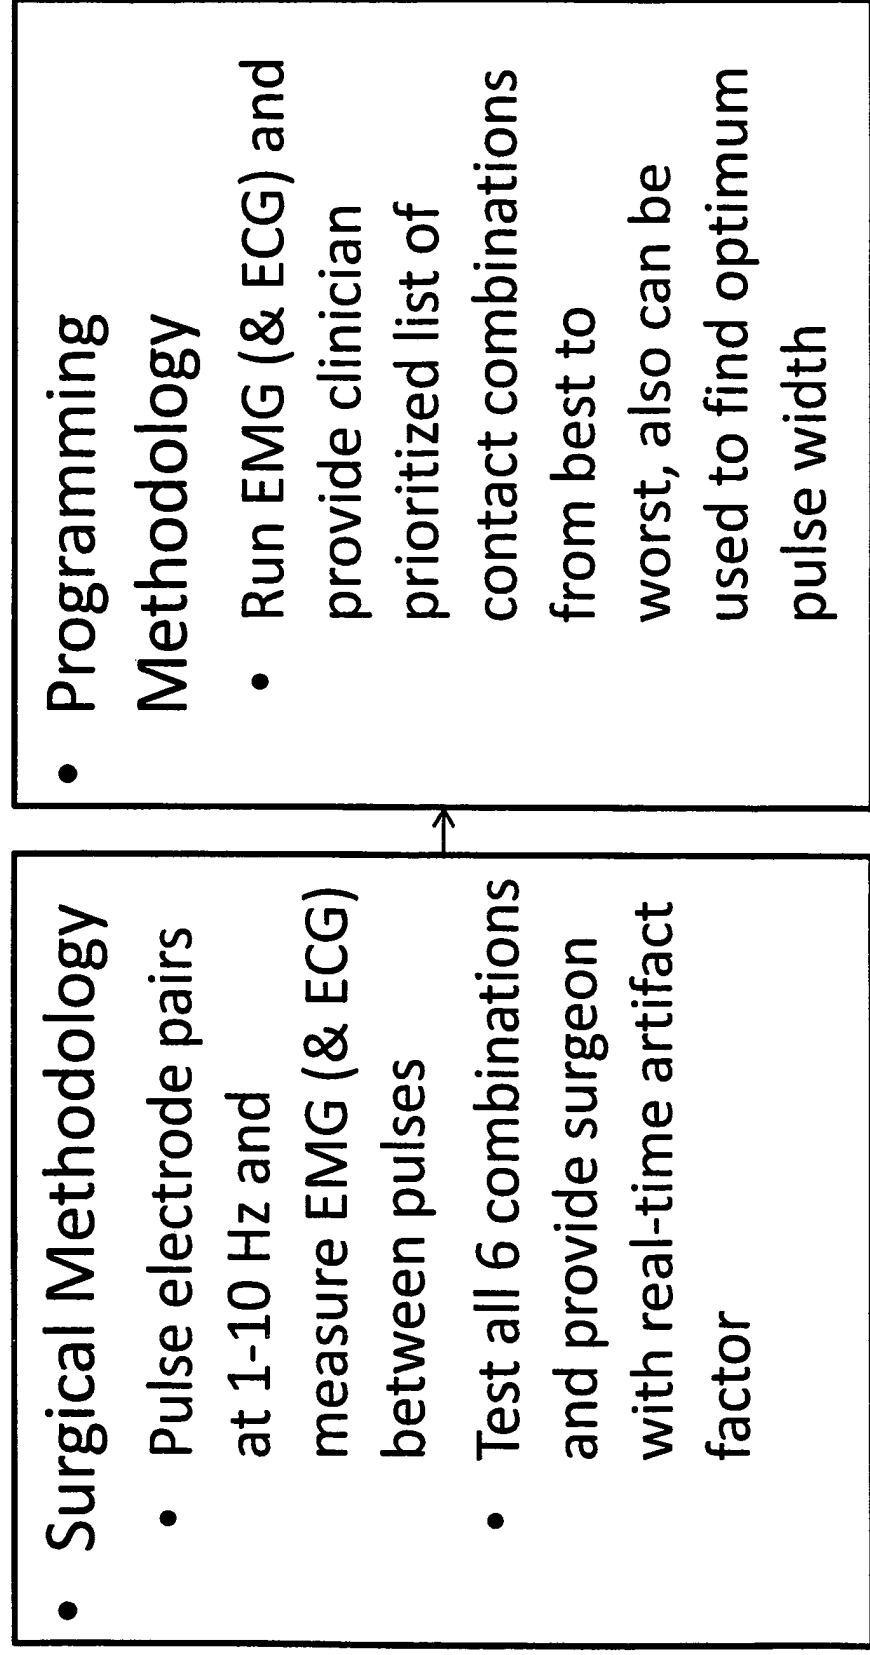 • Surgical Methodology
• Pulse electrode pairs
at 1-10 Hz and
measure EMG (& ECG)
between pulses
• Test all 6 combinations
and provide surgeon
with real-time artifact
factor
• Programming
Methodology
• Run EMG (& ECG) and
provide clinician
prioritized list of
contact combinations
from best to
worst, also can be
used to find optimum
pulse width